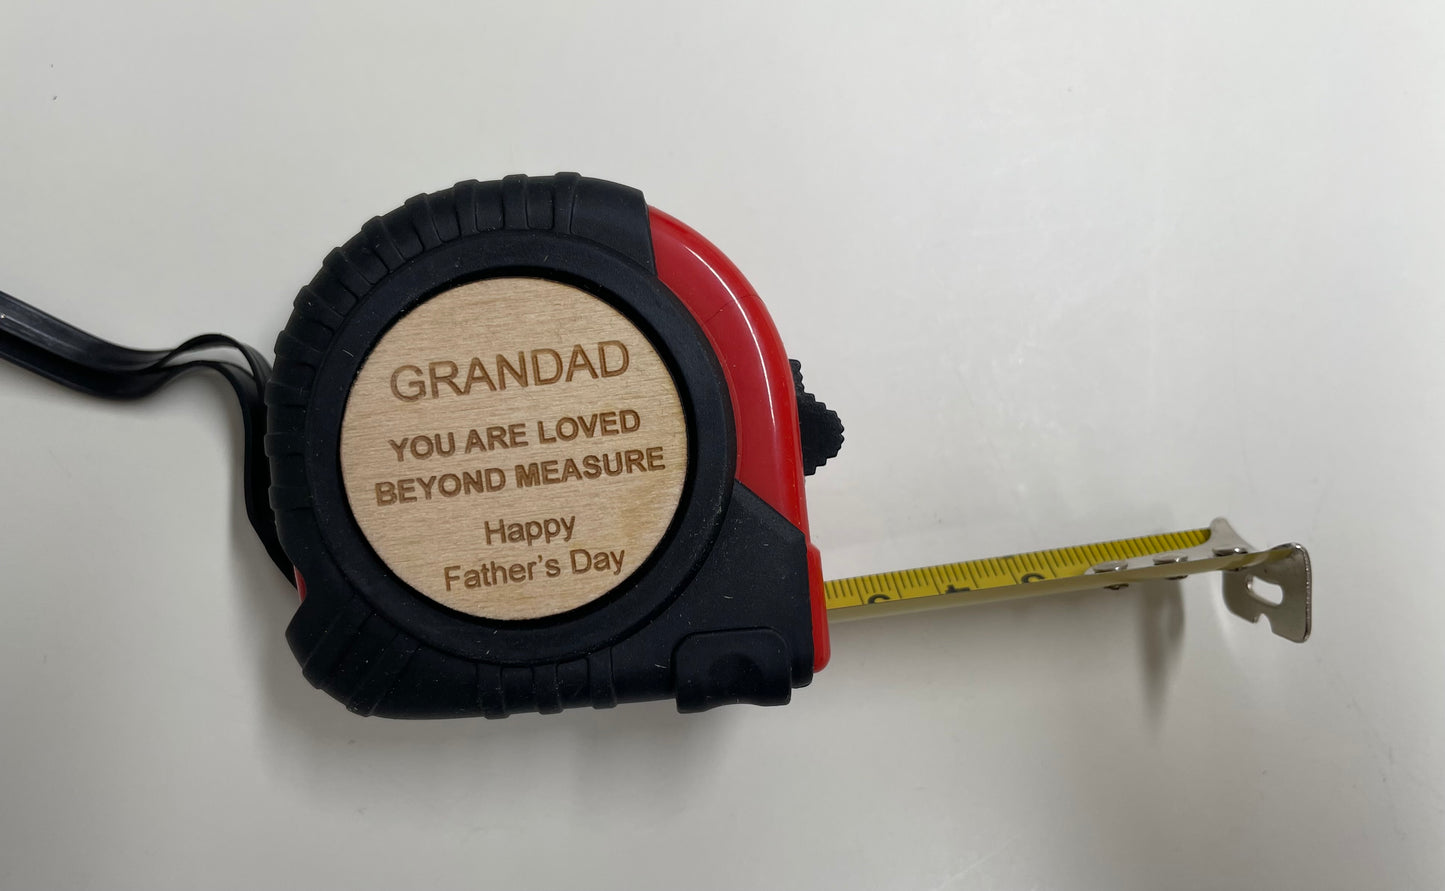 GRANDAD
YOU ARE LOVED
BEYOND MEASURE
Happy
Father's Day